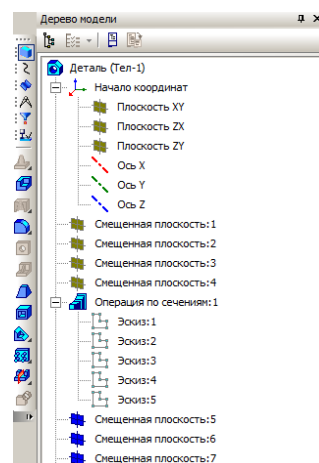 Дерево модели
Деталь (Тел-1)
Начало координат
Плоскость XY
Плоскость ZX
Плоскость ZY
Ось X
Ось Y
Ось Z
Смещенная плоскость:1
Смещенная плоскость:2
Смещенная плоскость:3
Смещенная плоскость:4
Операция по сечениям:1
Эскиз:1
Эскиз:2
Эскиз:3
Эскиз:4
Эскиз:5
Смещенная плоскость:5
Смещенная плоскость:6
Смещенная плоскость:7